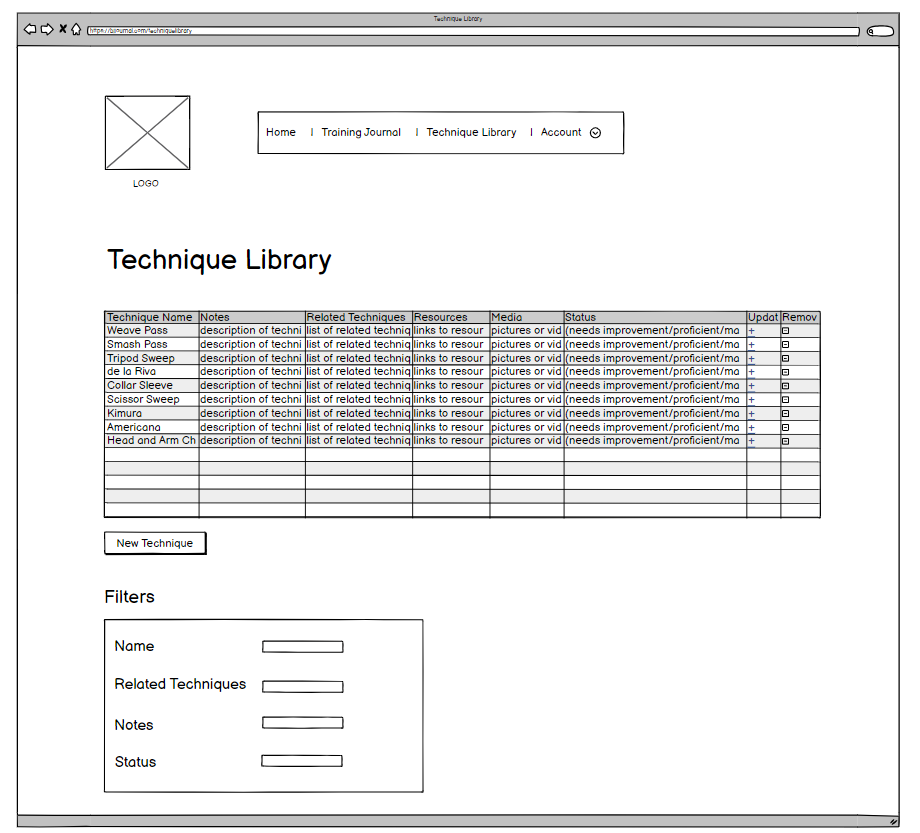 Technique Library
https://bjjournal.com/techniquelibrary
Home | Training Journal | Technique Library | Account
LOGO
Technique Library
Technique Name Notes Related Techniques Resources Media Status Updat Remov
Weave Pass description of techni list of related techniq links to resour pictures or vid (needs improvement/proficient/ma +
Smash Pass description of techni list of related techniq links to resour pictures or vid (needs improvement/proficient/ma +
Tripod Sweep description of techni list of related techniq links to resour pictures or vid (needs improvement/proficient/ma +
de la Riva description of techni list of related techniq links to resour pictures or vid (needs improvement/proficient/ma +
Collar Sleeve description of techni list of related techniq links to resour pictures or vid (needs improvement/proficient/ma +
Scissor Sweep description of techni list of related techniq links to resour pictures or vid (needs improvement/proficient/ma +
Kimura description of techni list of related techniq links to resour pictures or vid (needs improvement/proficient/ma +
Americana description of techni list of related techniq links to resour pictures or vid (needs improvement/proficient/ma +
Head and Arm Ch description of techni list of related techniq links to resour pictures or vid (needs improvement/proficient/ma +
New Technique
Filters
Name
Related Techniques
Notes
Status